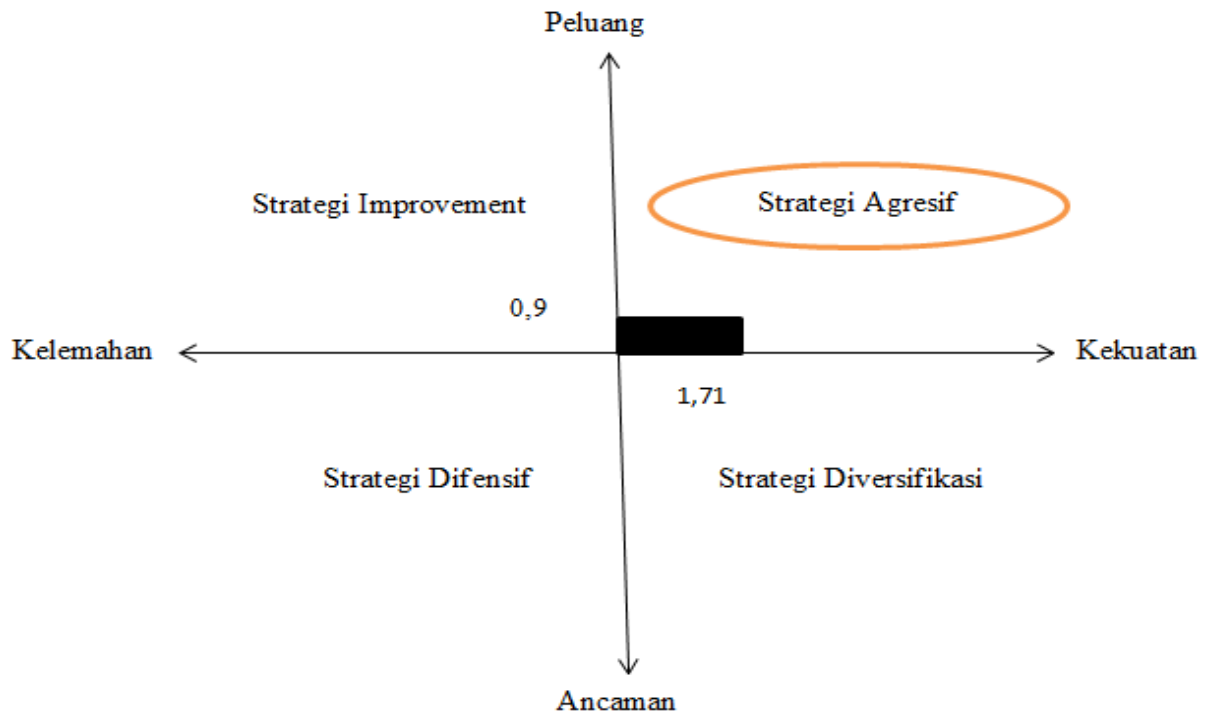 Peluang
Strategi Improvement
Strategi Agresif
0,9
Kelemahan
Kekuatan
1,71
Strategi Difensif
Strategi Diversifikasi
Ancaman